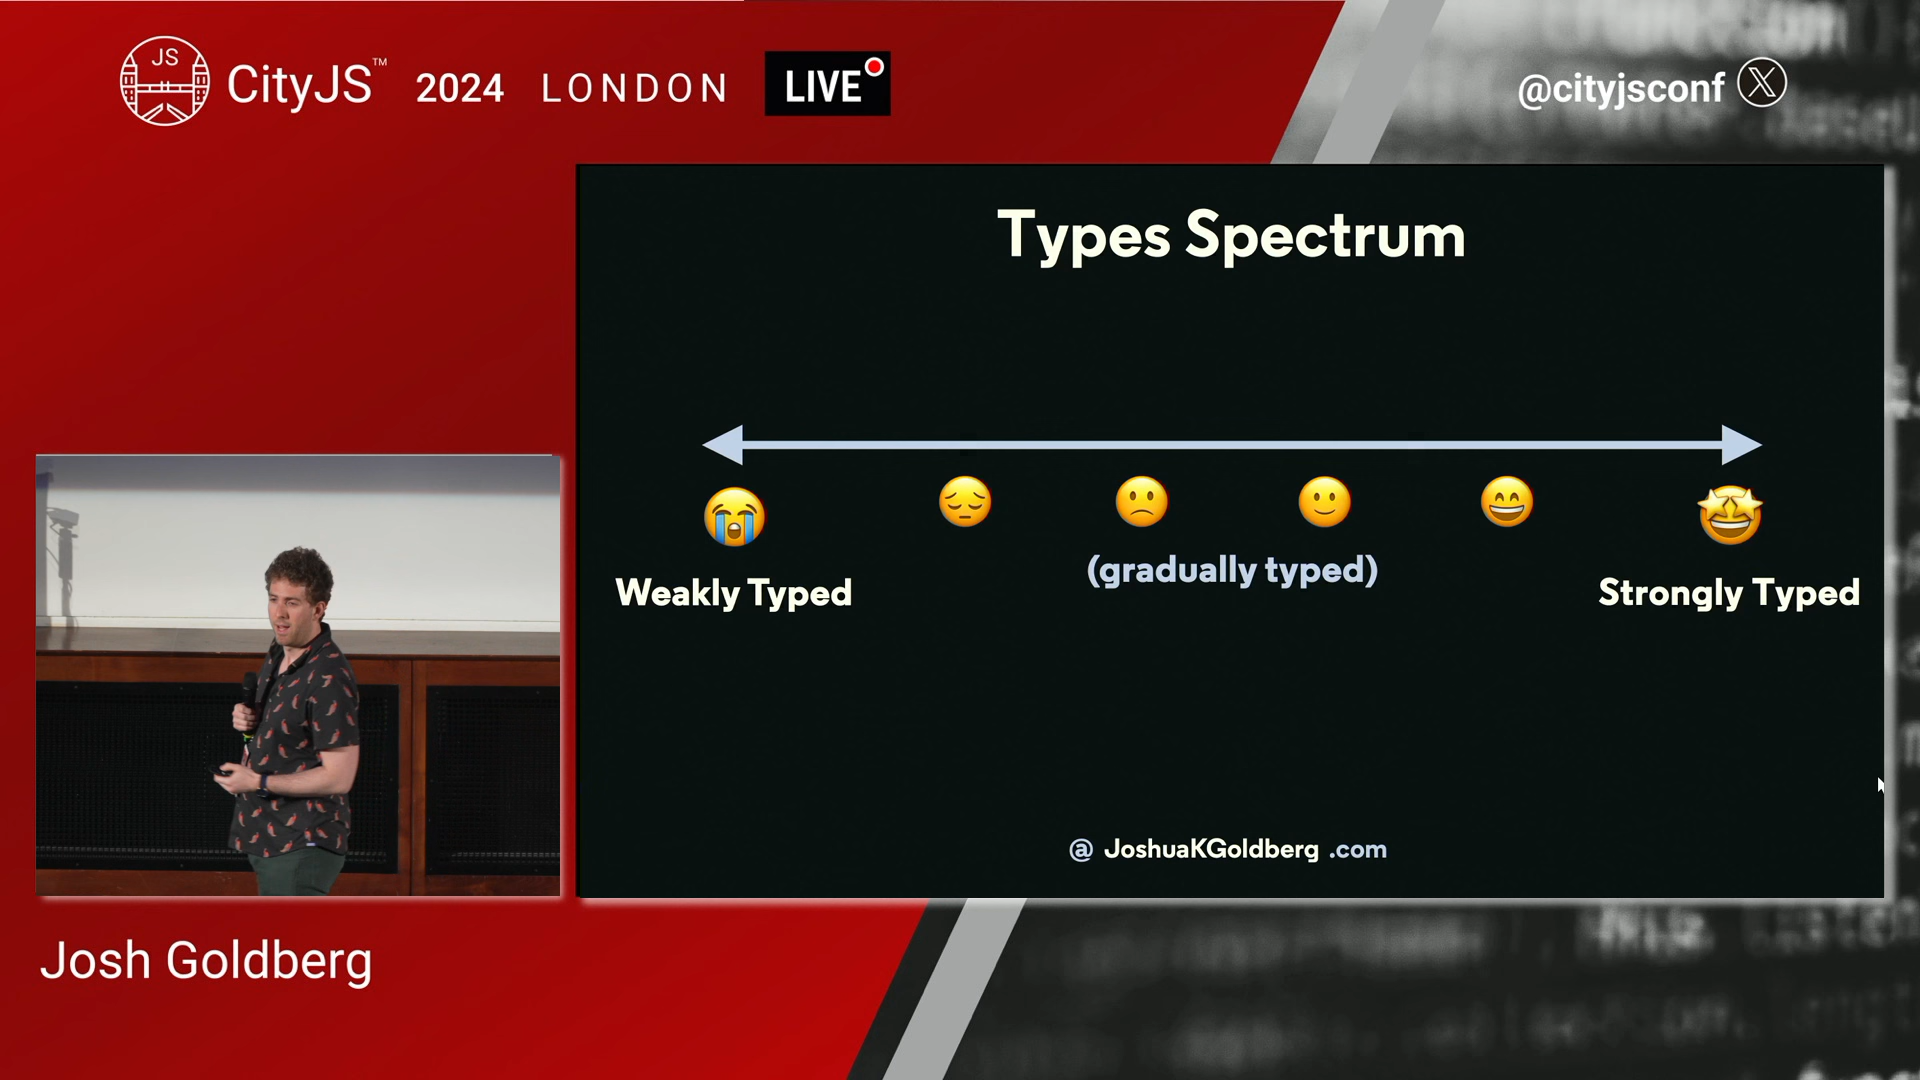 JS
CityJS™ 2024 LONDON LIVE
@cityjsconf X
Types Spectrum
(gradually typed)
Weakly Typed
Strongly Typed
@ JoshuaKGoldberg .com
Josh Goldberg